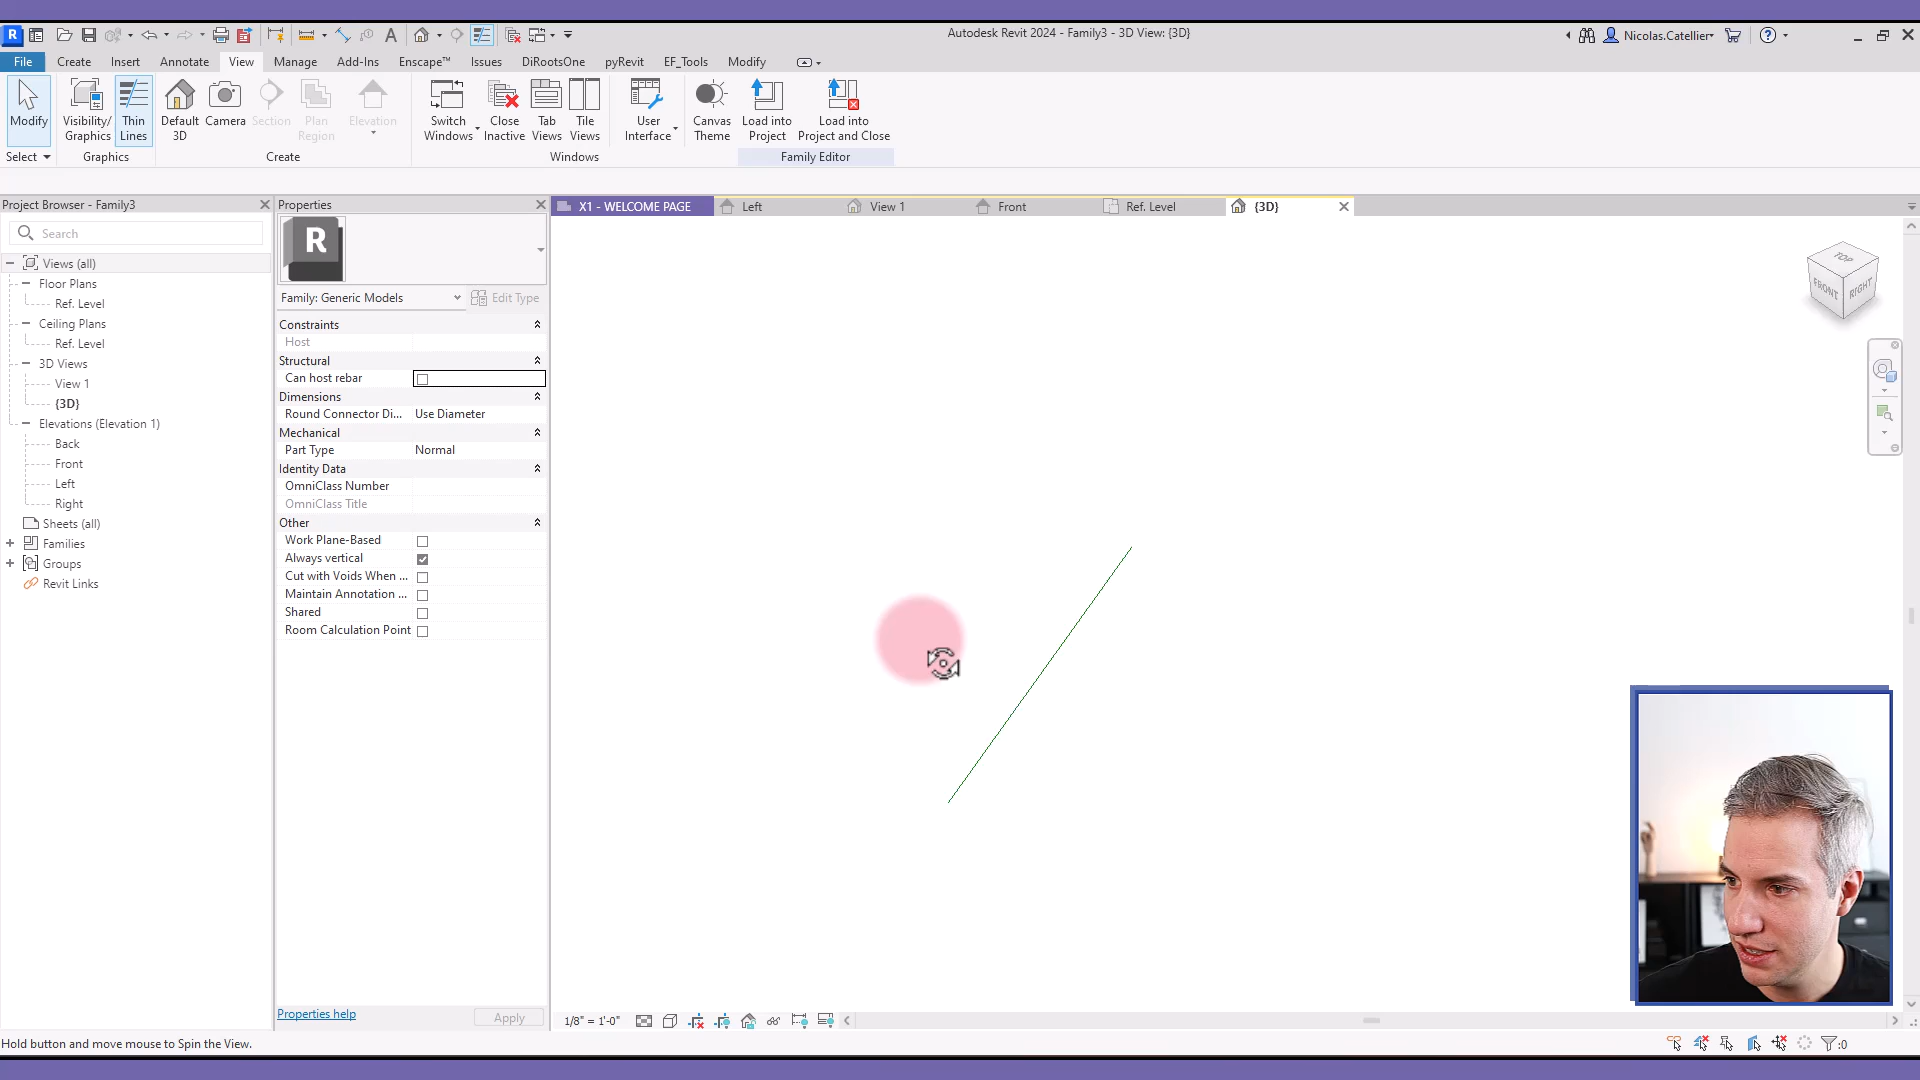 Autodesk Revit 2024 - Family3 - 3D View: {3D}
Nicolas.Catellier
File Create Insert Annotate View Manage Add-Ins Enscape™ Issues DiRootsOne pyRevit EF_Tools Modify
Modify
Visibility/
Graphics
Thin
Lines
Default
3D
Camera
Section
Plan
Region
Elevation
Switch
Windows
Close
Inactive
Tab
Views
Tile
Views
User
Interface
Canvas
Theme
Load into
Project
Load into
Project and Close
Select Graphics Create Windows Family Editor
Project Browser - Family3
Search
Views (all)
Floor Plans
Ref. Level
Ceiling Plans
Ref. Level
3D Views
View 1
{3D}
Elevations (Elevation 1)
Back
Front
Left
Right
Sheets (all)
Families
Groups
Revit Links
Properties
R
Family: Generic Models Edit Type
Constraints
Host
Structural
Can host rebar
Dimensions
Round Connector Di... Use Diameter
Mechanical
Part Type Normal
Identity Data
OmniClass Number
OmniClass Title
Other
Work Plane-Based
Always vertical
Cut with Voids When ...
Maintain Annotation ...
Shared
Room Calculation Point
Properties help Apply
X1 - WELCOME PAGE Left View 1 Front Ref. Level {3D}
TOP
FRONT RIGHT
1/8" = 1'-0"
Hold button and move mouse to Spin the View.
:0